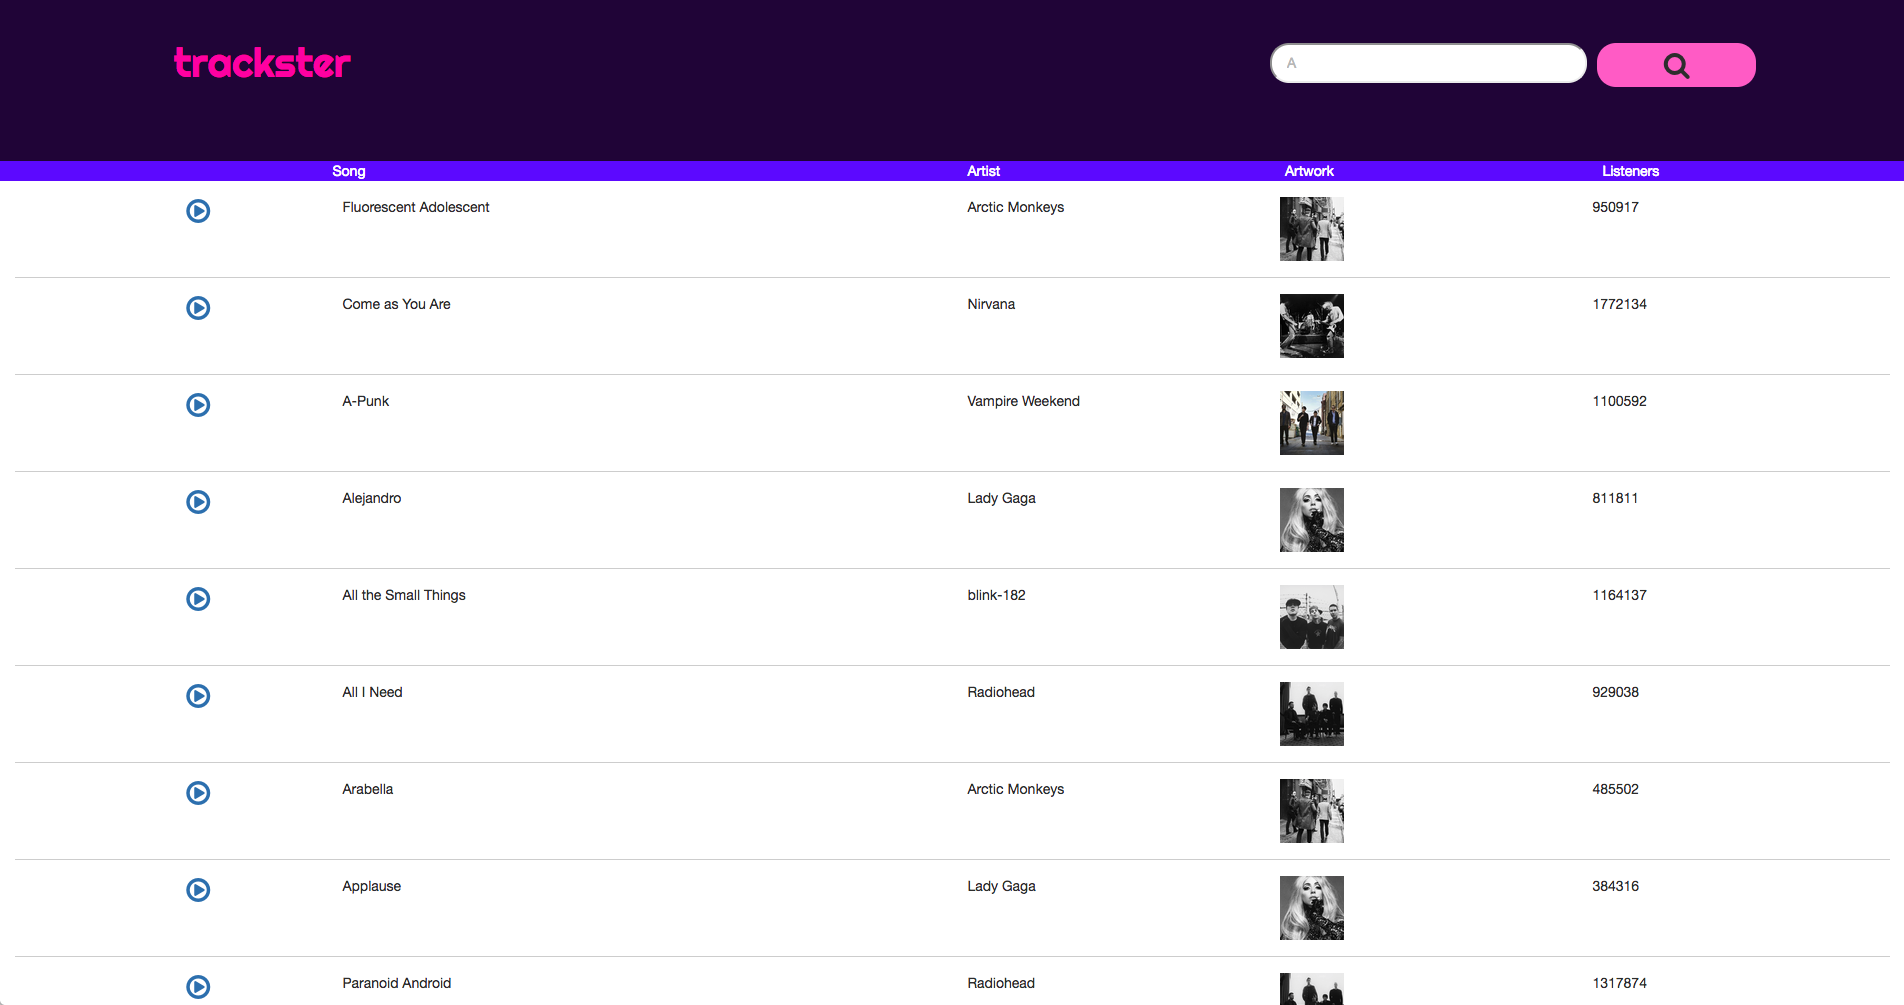 trackster
A
Song Artist Artwork Listeners
Fluorescent Adolescent Arctic Monkeys 950917
Come as You Are Nirvana 1772134
A-Punk Vampire Weekend 1100592
Alejandro Lady Gaga 811811
All the Small Things blink-182 1164137
All I Need Radiohead 929038
Arabella Arctic Monkeys 485502
Applause Lady Gaga 384316
Paranoid Android Radiohead 1317874